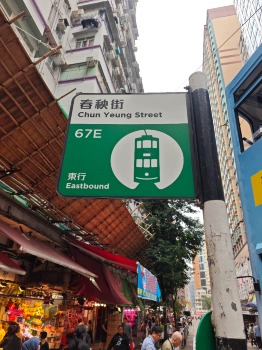 春秧街
Chun Yeung Street
67E
東行
Eastbound